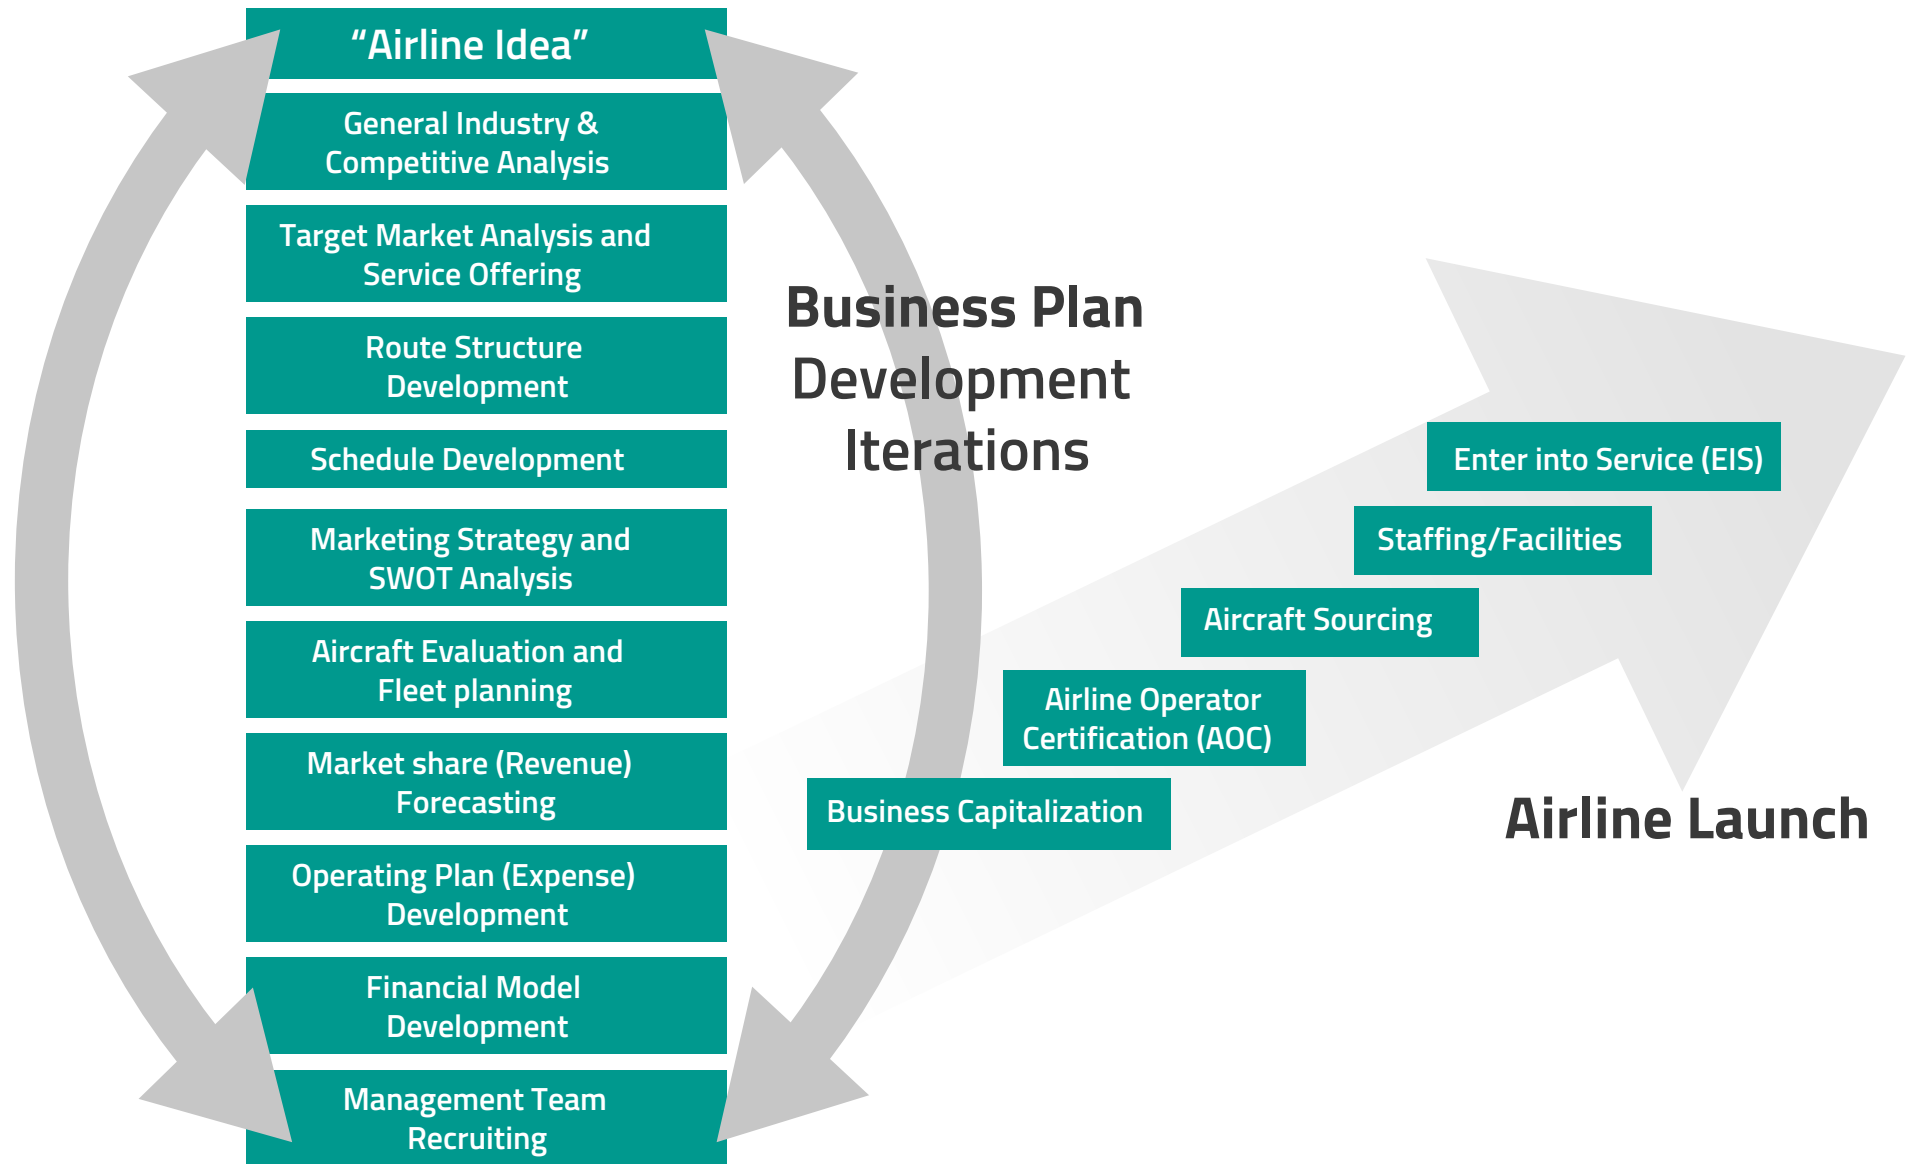 “Airline Idea”
General Industry &
Competitive Analysis
Target Market Analysis and
Service Offering
Route Structure
Development
Schedule Development
Marketing Strategy and
SWOT Analysis
Aircraft Evaluation and
Fleet planning
Market share (Revenue)
Forecasting
Operating Plan (Expense)
Development
Financial Model
Development
Management Team
Recruiting
Business Plan
Development
Iterations
Enter into Service (EIS)
Staffing/Facilities
Aircraft Sourcing
Airline Operator
Certification (AOC)
Business Capitalization
Airline Launch